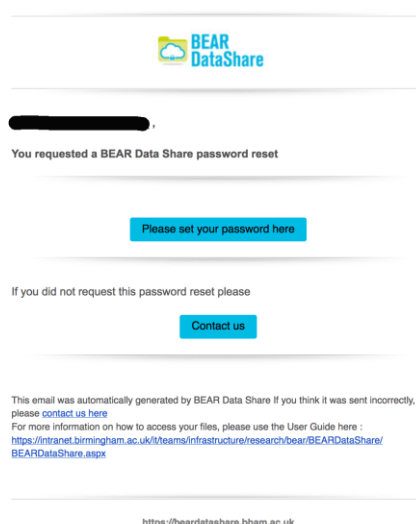 BEAR
DataShare
,
You requested a BEAR Data Share password reset
Please set your password here
If you did not request this password reset please
Contact us
This email was automatically generated by BEAR Data Share If you think it was sent incorrectly,
please contact us here
For more information on how to access your files, please use the User Guide here :
https://intranet.birmingham.ac.uk/it/teams/infrastructure/research/bear/BEARDataShare/
BEARDataShare.aspx
https://beardatashare.bham.ac.uk